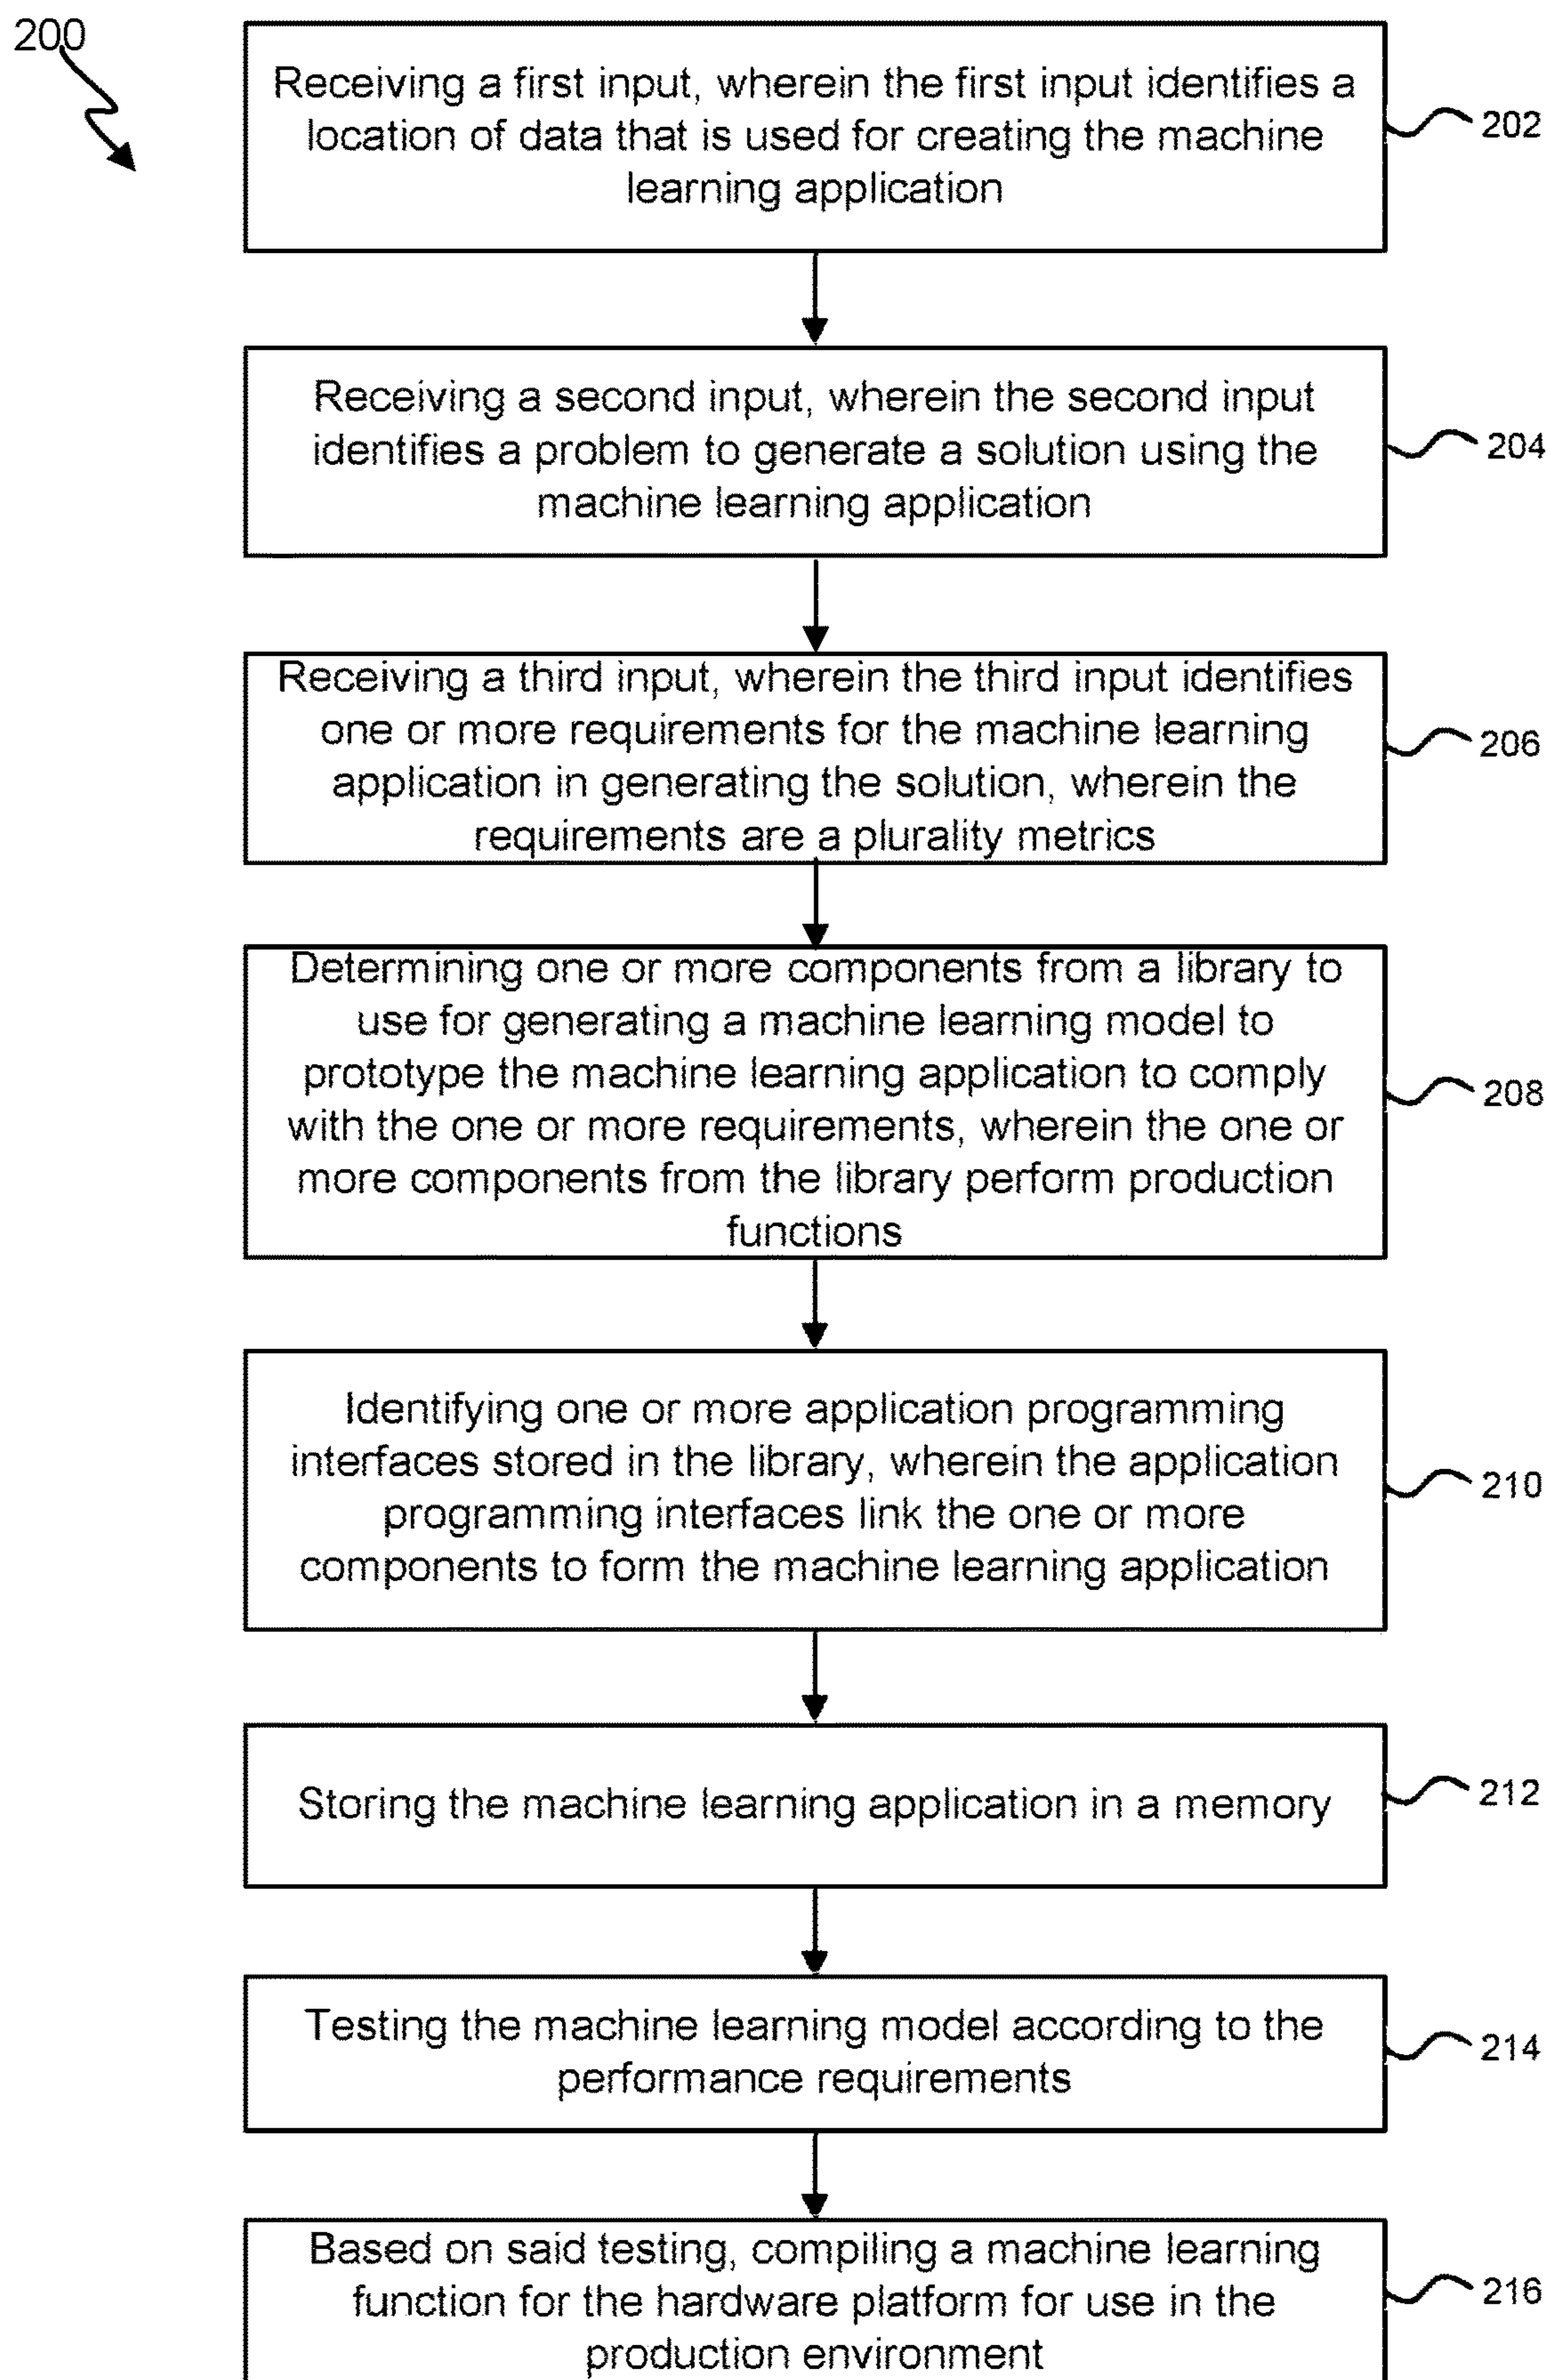 200
Receiving a first input, wherein the first input identifies a
location of data that is used for creating the machine
learning application
202
Receiving a second input, wherein the second input
identifies a problem to generate a solution using the
machine learning application
204
Receiving a third input, wherein the third input identifies
one or more requirements for the machine learning
application in generating the solution, wherein the
requirements are a plurality metrics
206
Determining one or more components from a library to
use for generating a machine learning model to
prototype the machine learning application to comply
with the one or more requirements, wherein the one or
more components from the library perform production
functions
208
Identifying one or more application programming
interfaces stored in the library, wherein the application
programming interfaces link the one or more
components to form the machine learning application
210
Storing the machine learning application in a memory
212
Testing the machine learning model according to the
performance requirements
214
Based on said testing, compiling a machine learning
function for the hardware platform for use in the
production environment
216